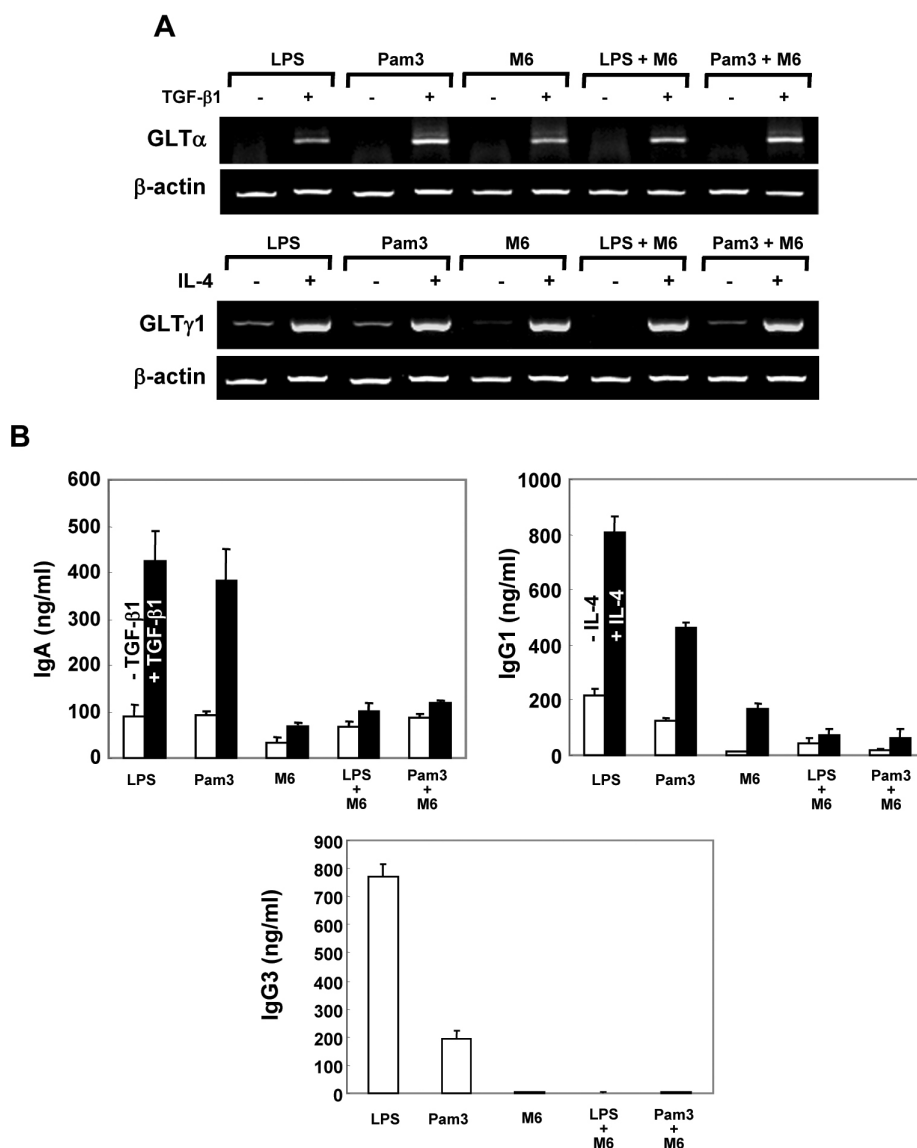 A
LPS Pam3 M6 LPS + M6 Pam3 + M6
TGF-β1 - + - + - + - + - +
GLTα
β-actin
LPS Pam3 M6 LPS + M6 Pam3 + M6
IL-4 - + - + - + - + - +
GLTγ1
β-actin
B
IgA (ng/ml)
600
500
400
300
200
100
0
- TGF-β1
+ TGF-β1
LPS Pam3 M6 LPS + M6 Pam3 + M6
IgG1 (ng/ml)
1000
800
600
400
200
0
- IL-4
+ IL-4
LPS Pam3 M6 LPS + M6 Pam3 + M6
IgG3 (ng/ml)
900
800
700
600
500
400
300
200
100
0
LPS Pam3 M6 LPS + M6 Pam3 + M6